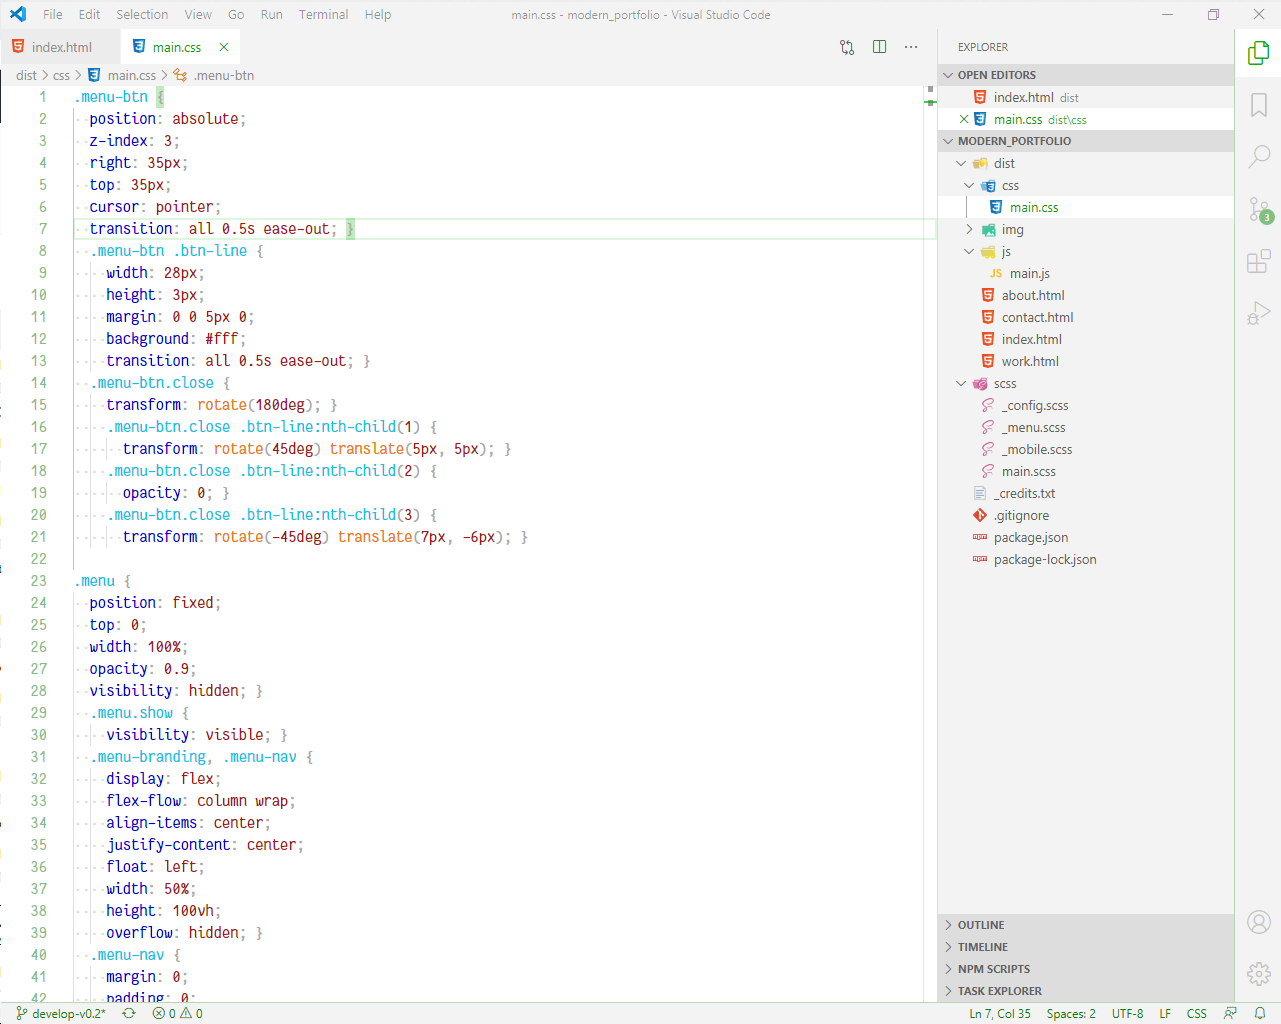 File Edit Selection View Go Run Terminal Help
main.css - modern_portfolio - Visual Studio Code
index.html
main.css
dist > css > main.css > .menu-btn
1 .menu-btn {
2 position: absolute;
3 z-index: 3;
4 right: 35px;
5 top: 35px;
6 cursor: pointer;
7 transition: all 0.5s ease-out; }
8 .menu-btn .btn-line {
9 width: 28px;
10 height: 3px;
11 margin: 0 0 5px 0;
12 background: #fff;
13 transition: all 0.5s ease-out; }
14 .menu-btn.close {
15 transform: rotate(180deg); }
16 .menu-btn.close .btn-line:nth-child(1) {
17 transform: rotate(45deg) translate(5px, 5px); }
18 .menu-btn.close .btn-line:nth-child(2) {
19 opacity: 0; }
20 .menu-btn.close .btn-line:nth-child(3) {
21 transform: rotate(-45deg) translate(7px, -6px); }
22
23 .menu {
24 position: fixed;
25 top: 0;
26 width: 100%;
27 opacity: 0.9;
28 visibility: hidden; }
29 .menu.show {
30 visibility: visible; }
31 .menu-branding, .menu-nav {
32 display: flex;
33 flex-flow: column wrap;
34 align-items: center;
35 justify-content: center;
36 float: left;
37 width: 50%;
38 height: 100vh;
39 overflow: hidden; }
40 .menu-nav {
41 margin: 0;
42 padding: 0;
EXPLORER
OPEN EDITORS
index.html dist
main.css dist\css
MODERN_PORTFOLIO
dist
css
main.css
img
js
JS main.js
about.html
contact.html
index.html
work.html
scss
_config.scss
_menu.scss
_mobile.scss
main.scss
_credits.txt
.gitignore
package.json
package-lock.json
OUTLINE
TIMELINE
NPM SCRIPTS
TASK EXPLORER
3
develop-v0.2* 0 0
Ln 7, Col 35 Spaces: 2 UTF-8 LF CSS